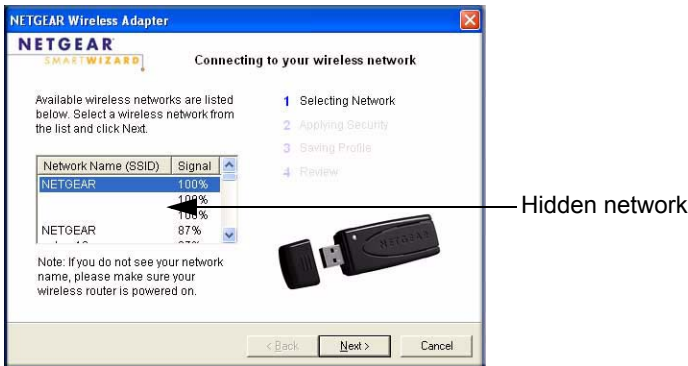 NETGEAR Wireless Adapter
NETGEAR
SMARTWIZARD
Connecting to your wireless network
Available wireless networks are listed
below. Select a wireless network from
the list and click Next.
1 Selecting Network
2 Applying Security
3 Saving Profile
4 Review
Network Name (SSID) Signal
NETGEAR 100%
100%
100%
NETGEAR 87%
Hidden network
NETGEAR
Note: If you do not see your network
name, please make sure your
wireless router is powered on.
< Back
Next >
Cancel